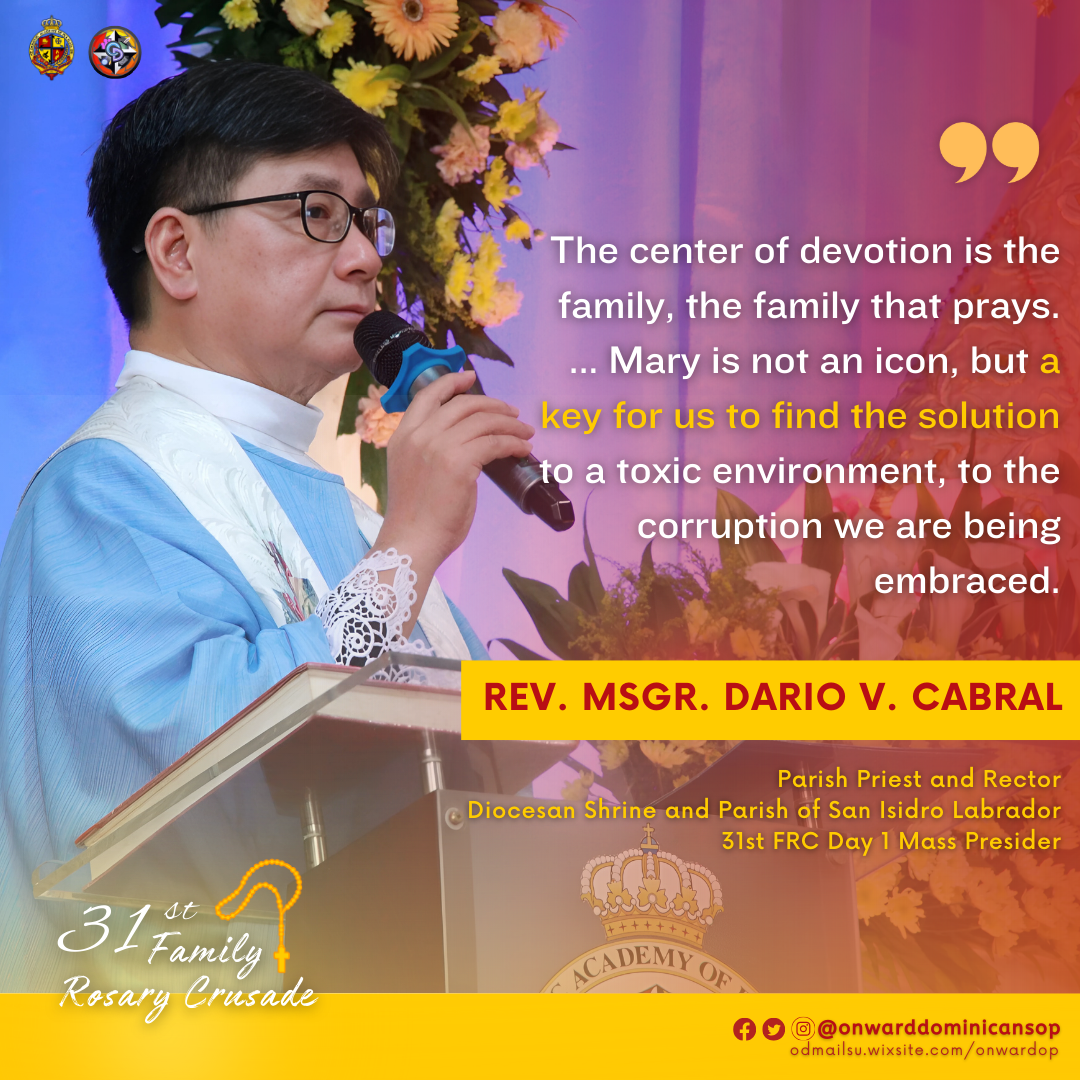 ”
The center of devotion is the
family, the family that prays.
... Mary is not an icon, but a
key for us to find the solution
to a toxic environment, to the
corruption we are being
embraced.
REV. MSGR. DARIO V. CABRAL
Parish Priest and Rector
Diocesan Shrine and Parish of San Isidro Labrador
31st FRC Day 1 Mass Presider
ACADEMY OF
31st
Family
Rosary Crusade
@onwarddominicansop
odmailsu.wixsite.com/onwardop